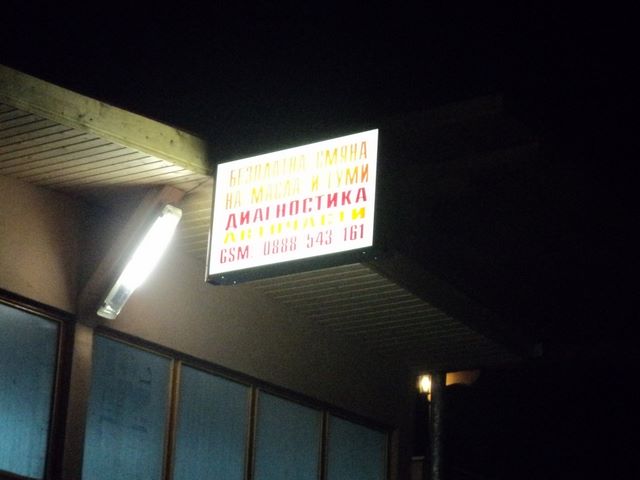 БЕЗПЛАТНА СМЯНА
НА МАСЛА И ГУМИ
ДИАГНОСТИКА
АВТОЧАСТИ
GSM. 0888 543 161